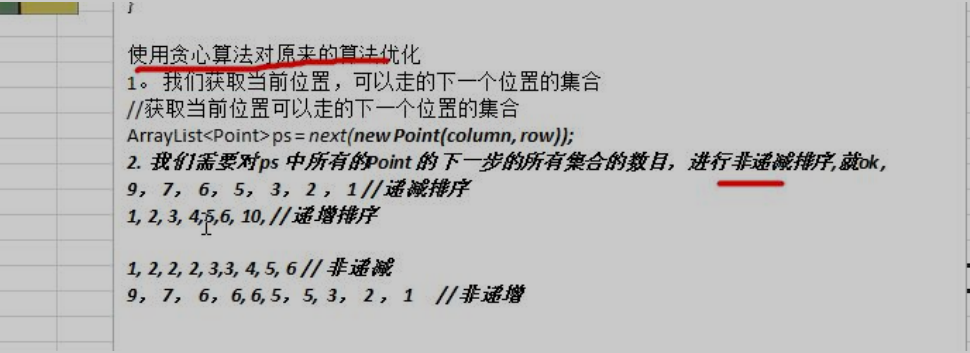 }
使用贪心算法对原来的算法优化
1。 我们获取当前位置，可以走的下一个位置的集合
//获取当前位置可以走的下一个位置的集合
ArrayList<Point> ps = next(new Point(column, row));
2. 我们需要对ps 中所有的Point 的下一步的所有集合的数目，进行非递减排序,就ok，
9， 7， 6， 5， 3， 2 ，1 // 递减排序
1, 2, 3, 4,5,6, 10, // 递增排序
1, 2, 2, 2, 3,3, 4, 5, 6 // 非递减
9， 7， 6， 6, 6, 5， 5, 3， 2 ，1 //非递增